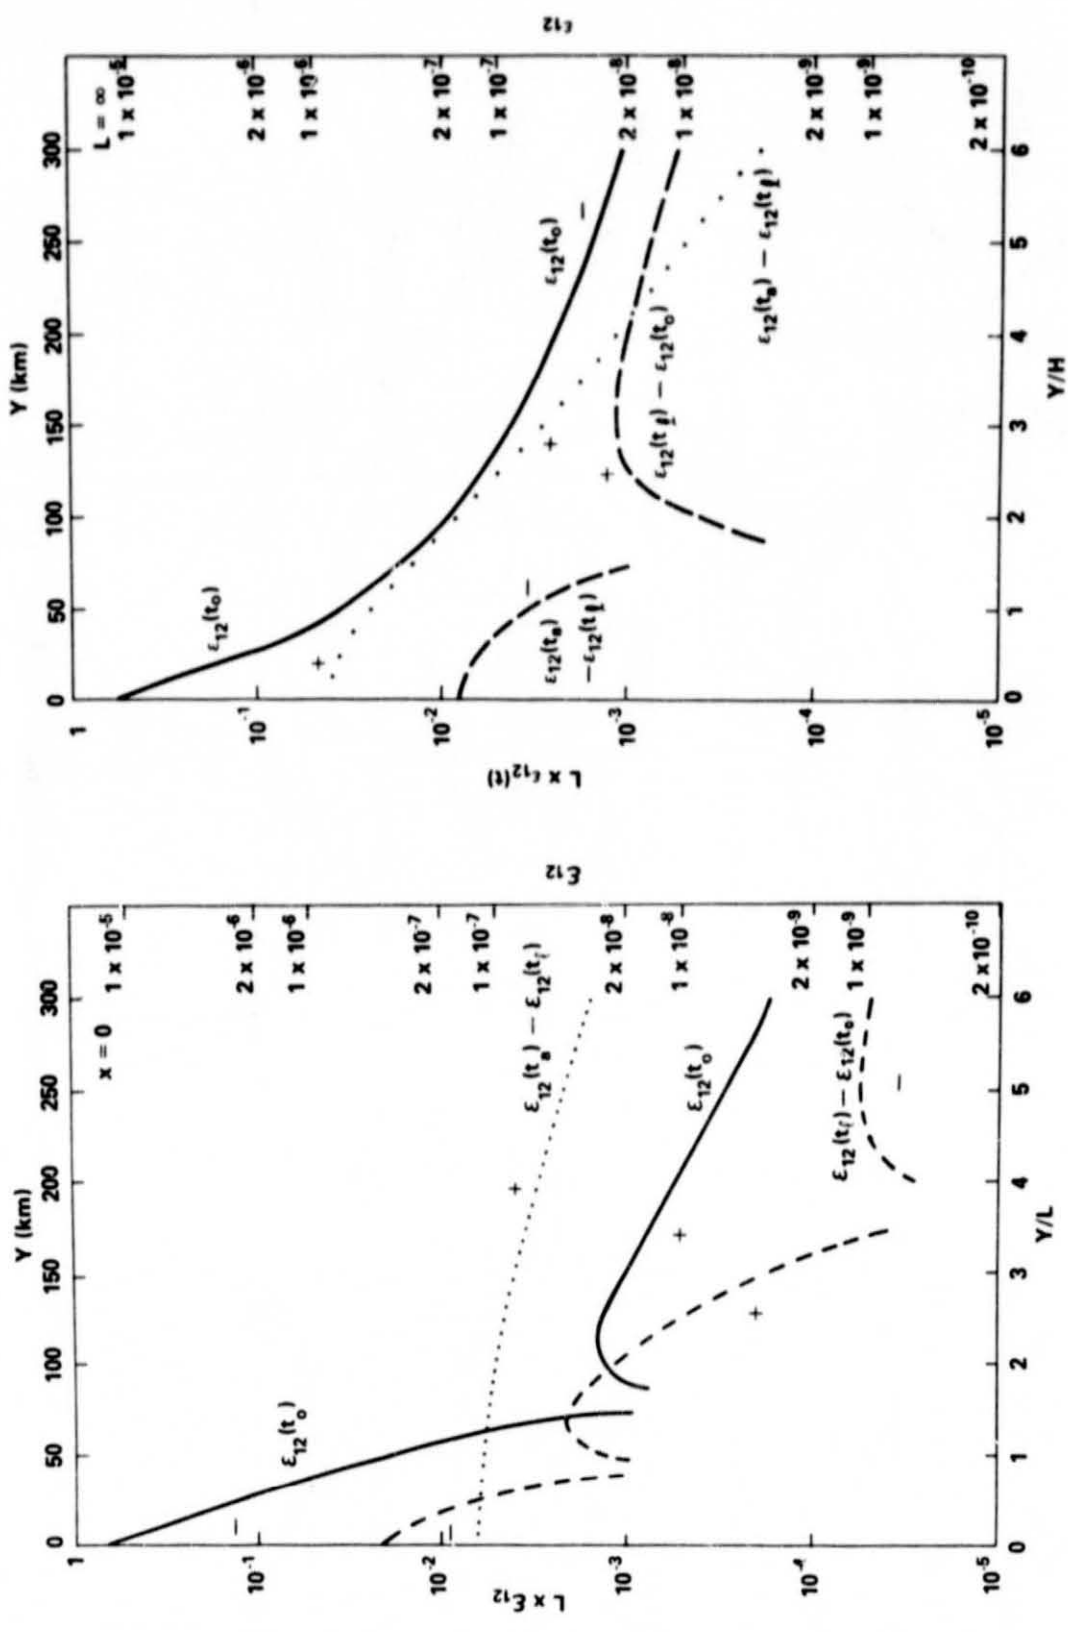 Y (km)
0 50 100 150 200 250 300
x = 0
1 x 10⁻⁵
2 x 10⁻⁶
1 x 10⁻⁶
2 x 10⁻⁷
1 x 10⁻⁷
2 x 10⁻⁸
1 x 10⁻⁸
2 x 10⁻⁹
1 x 10⁻⁹
2 x 10⁻¹⁰
ε₁₂
1
10⁻¹
10⁻²
10⁻³
10⁻⁴
10⁻⁵
L x ε₁₂
ε₁₂(t₀)
−
−
+
ε₁₂(tₐ) − ε₁₂(tₗ)
ε₁₂(t₀)
+
+
ε₁₂(tₗ) − ε₁₂(t₀)
−
0 1 2 3 4 5 6
Y/L
Y (km)
0 50 100 150 200 250 300
L = ∞
1 x 10⁻⁵
2 x 10⁻⁶
1 x 10⁻⁶
2 x 10⁻⁷
1 x 10⁻⁷
2 x 10⁻⁸
1 x 10⁻⁸
2 x 10⁻⁹
1 x 10⁻⁹
2 x 10⁻¹⁰
ε₁₂
1
10⁻¹
10⁻²
10⁻³
10⁻⁴
10⁻⁵
L x ε₁₂(t)
ε₁₂(t₀)
+
−
ε₁₂(tₐ)
−ε₁₂(tₗ)
ε₁₂(t₀)
−
+
+
ε₁₂(tₗ) − ε₁₂(t₀)
ε₁₂(tₐ) − ε₁₂(tₗ)
0 1 2 3 4 5 6
Y/H